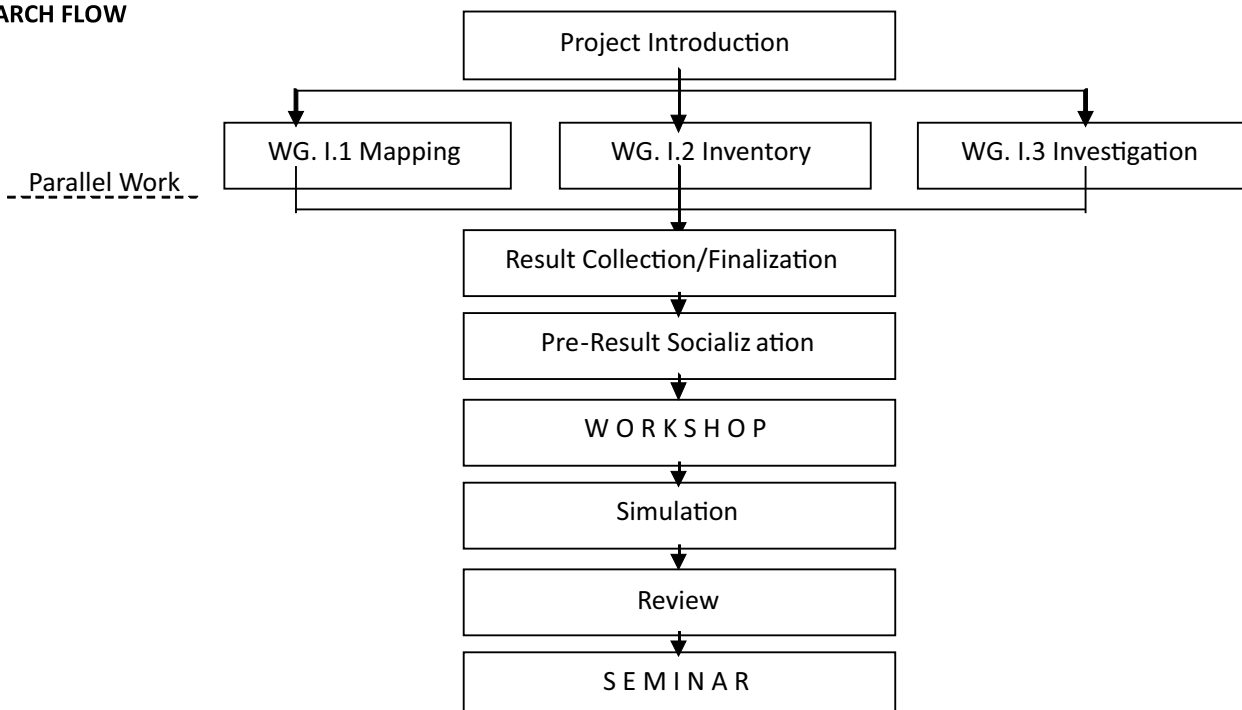 ARCH FLOW
Project Introduction
WG. I.1 Mapping
WG. I.2 Inventory
WG. I.3 Investigation
Parallel Work
Result Collection/Finalization
Pre-Result Socializ ation
W O R K S H O P
Simulation
Review
S E M I N A R